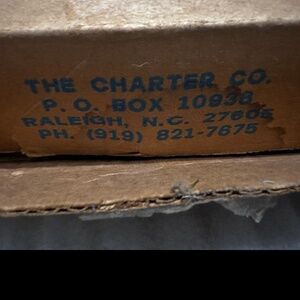 THE CHARTER CO.
P. O. BOX 10938
RALEIGH, N.C. 27605
PH. (919) 821-7675